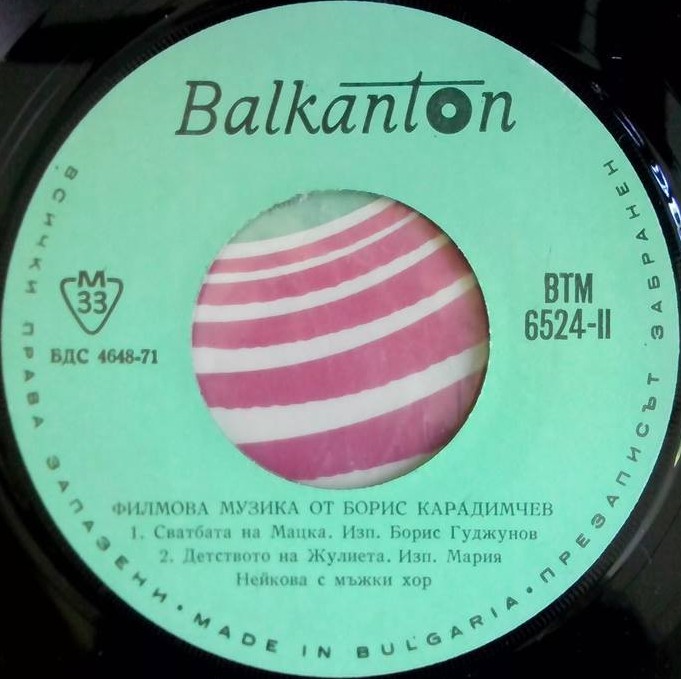 Balkanton
ВСИЧКИ ПРАВА ЗАПАЗЕНИ • MADE IN BULGARIA • ПРЕЗАПИСЪТ ЗАБРАНЕН
M
33
БДС 4648-71
ВТМ
6524-II
ФИЛМОВА МУЗИКА ОТ БОРИС КАРАДИМЧЕВ
1. Сватбата на Мацка. Изп. Борис Гуджунов
2. Детството на Жулиета. Изп. Мария
Нейкова с мъжки хор